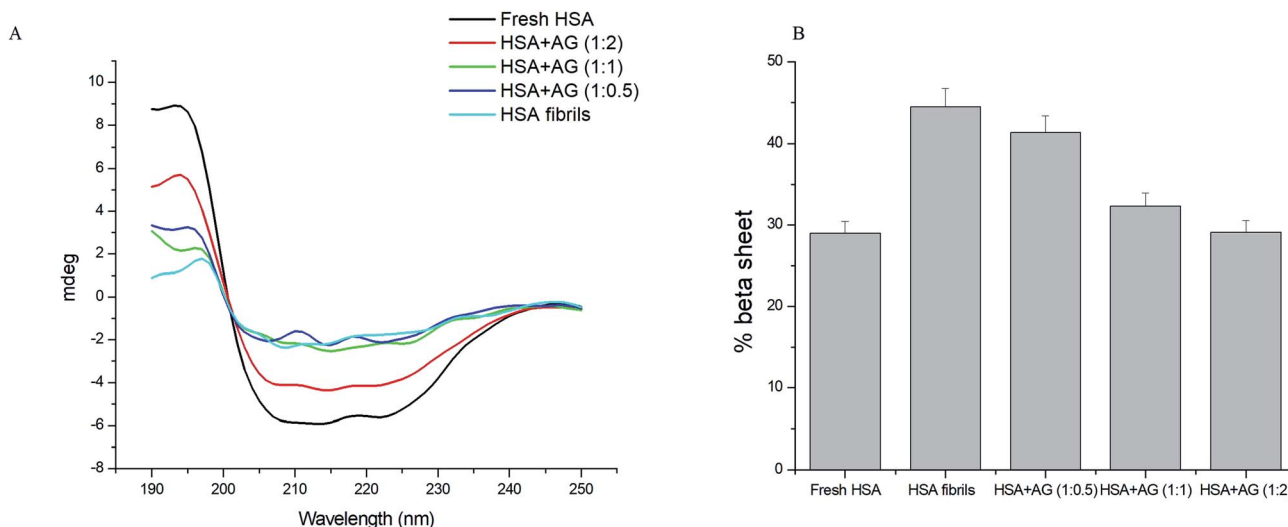 A
Fresh HSA
HSA+AG (1:2)
HSA+AG (1:1)
HSA+AG (1:0.5)
HSA fibrils
10
8
6
4
2
0
-2
-4
-6
-8
mdeg
190 200 210 220 230 240 250
Wavelength (nm)
B
50
40
30
20
10
0
% beta sheet
Fresh HSA HSA fibrils HSA+AG (1:0.5) HSA+AG (1:1) HSA+AG (1:2)